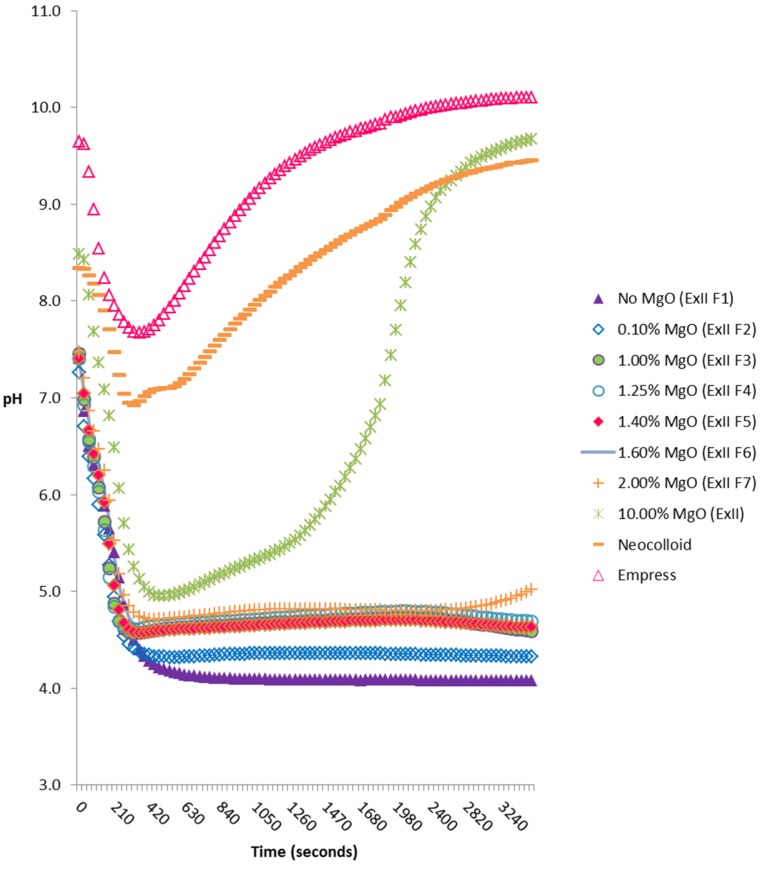 11.0
10.0
9.0
8.0
7.0
6.0
5.0
4.0
3.0
pH
0
210
420
630
840
1050
1260
1470
1680
1980
2400
2820
3240
Time (seconds)
No MgO (ExII F1)
0.10% MgO (ExII F2)
1.00% MgO (ExII F3)
1.25% MgO (ExII F4)
1.40% MgO (ExII F5)
1.60% MgO (ExII F6)
2.00% MgO (ExII F7)
10.00% MgO (ExII)
Neocolloid
Empress